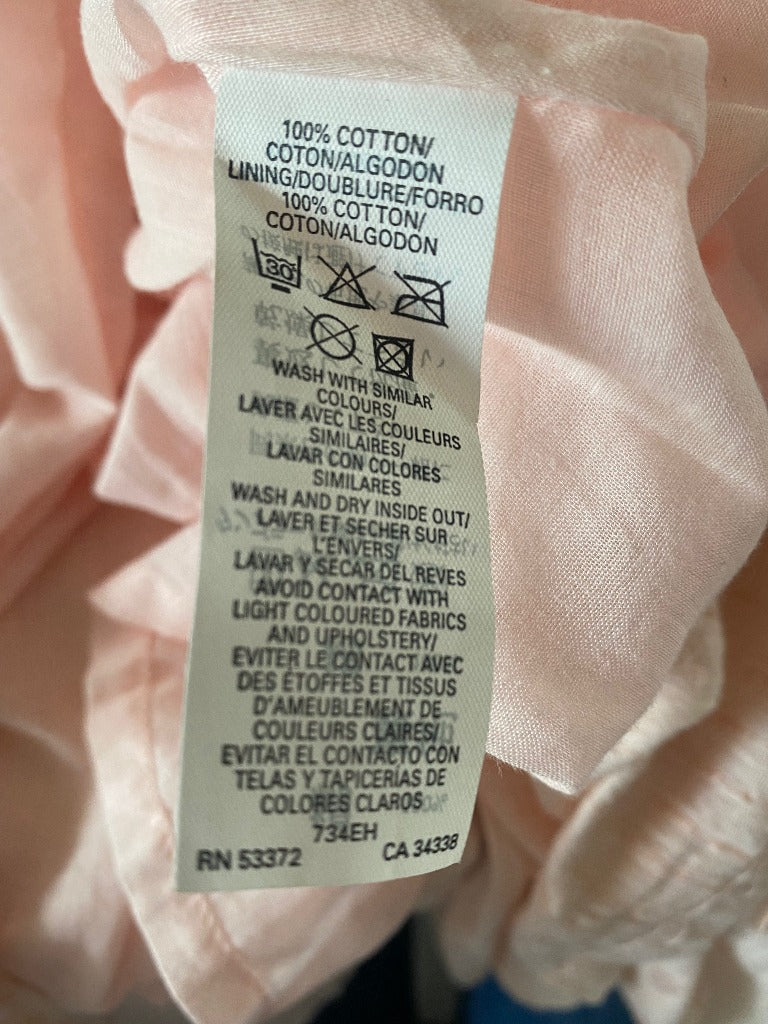 100% COTTON/
COTON/ALGODON
LINING/DOUBLURE/FORRO
100% COTTON/
COTON/ALGODON
30
WASH WITH SIMILAR
COLOURS/
LAVER AVEC LES COULEURS
SIMILAIRES/
LAVAR CON COLORES
SIMILARES
WASH AND DRY INSIDE OUT/
LAVER ET SECHER SUR
L'ENVERS/
LAVAR Y SECAR DEL REVES
AVOID CONTACT WITH
LIGHT COLOURED FABRICS
AND UPHOLSTERY/
EVITER LE CONTACT AVEC
DES ÉTOFFES ET TISSUS
D'AMEUBLEMENT DE
COULEURS CLAIRES/
EVITAR EL CONTACTO CON
TELAS Y TAPICERÍAS DE
COLORES CLAROS
734EH
RN 53372 CA 34338